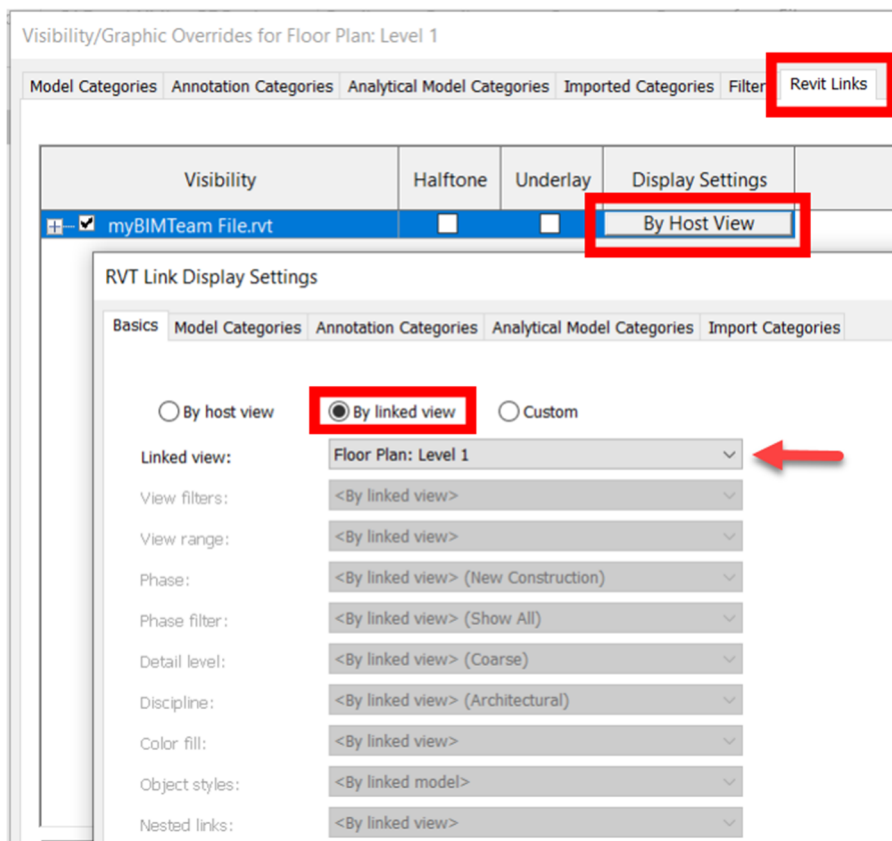 Visibility/Graphic Overrides for Floor Plan: Level 1
Model Categories Annotation Categories Analytical Model Categories Imported Categories Filter Revit Links
Visibility Halftone Underlay Display Settings
myBIMTeam File.rvt By Host View
RVT Link Display Settings
Basics Model Categories Annotation Categories Analytical Model Categories Import Categories
By host view By linked view Custom
Linked view: Floor Plan: Level 1
View filters: <By linked view>
View range: <By linked view>
Phase: <By linked view> (New Construction)
Phase filter: <By linked view> (Show All)
Detail level: <By linked view> (Coarse)
Discipline: <By linked view> (Architectural)
Color fill: <By linked view>
Object styles: <By linked model>
Nested links: <By linked view>